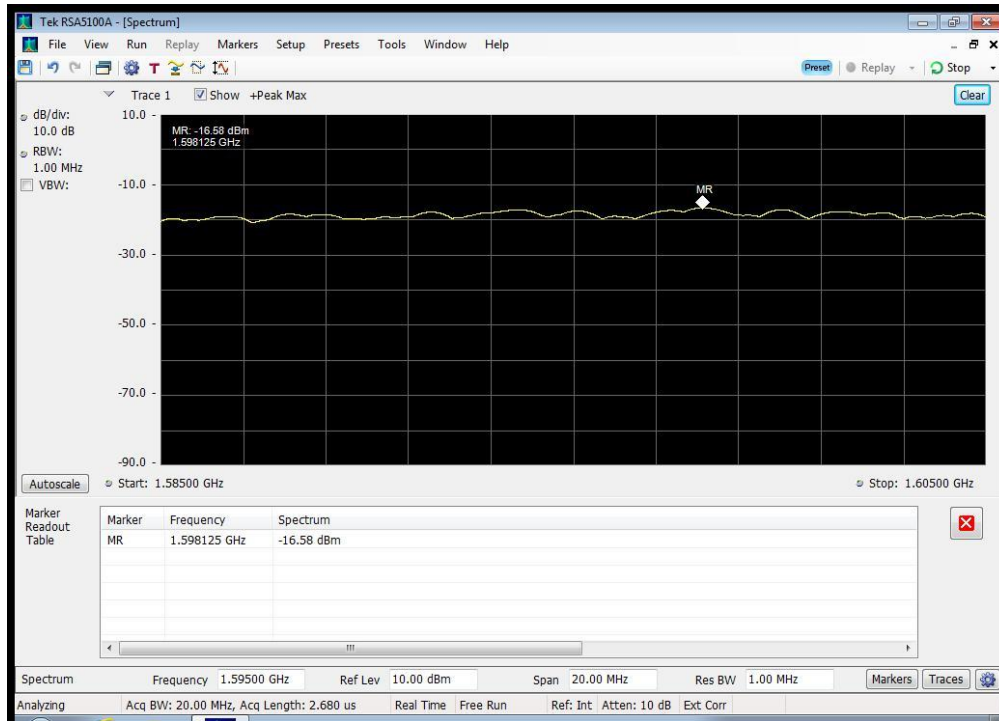 Tek RSA5100A - [Spectrum]
File View Run Replay Markers Setup Presets Tools Window Help
T Preset Replay Stop
Trace 1 Show +Peak Max Clear
dB/div:
10.0 dB
RBW:
1.00 MHz
VBW:
10.0
-10.0
-30.0
-50.0
-70.0
-90.0
MR: -16.58 dBm
1.598125 GHz
MR
Autoscale Start: 1.58500 GHz Stop: 1.60500 GHz
Marker
Readout
Table
Marker Frequency Spectrum
MR 1.598125 GHz -16.58 dBm
Spectrum Frequency 1.59500 GHz Ref Lev 10.00 dBm Span 20.00 MHz Res BW 1.00 MHz Markers Traces
Analyzing Acq BW: 20.00 MHz, Acq Length: 2.680 us Real Time Free Run Ref: Int Atten: 10 dB Ext Corr